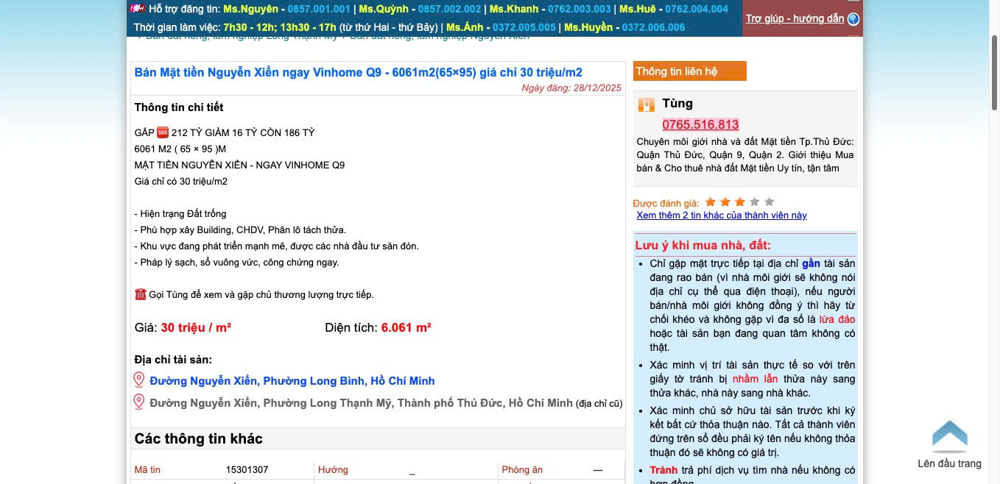 Hỗ trợ đăng tin: Ms.Nguyên - 0857.001.001 | Ms.Quỳnh - 0857.002.002 | Ms.Khanh - 0762.003.003 | Ms.Huê - 0762.004.004
Thời gian làm việc: 7h30 - 12h; 13h30 - 17h (từ thứ Hai - thứ Bảy) | Ms.Ánh - 0372.005.005 | Ms.Huyền - 0372.006.006
Trợ giúp - hướng dẫn
Bán Mặt tiền Nguyễn Xiển ngay Vinhome Q9 - 6061m2(65×95) giá chỉ 30 triệu/m2
Ngày đăng: 28/12/2025
Thông tin chi tiết
GẤP 🆘 212 TỶ GIẢM 16 TỶ CÒN 186 TỶ
6061 M2 ( 65 × 95 )M
MẶT TIỀN NGUYỄN XIỂN - NGAY VINHOME Q9
Giá chỉ có 30 triệu/m2
- Hiện trạng Đất trống
- Phù hợp xây Building, CHDV, Phân lô tách thửa.
- Khu vực đang phát triển mạnh mẽ, được các nhà đầu tư săn đón.
- Pháp lý sạch, sổ vuông vức, công chứng ngay.
☎️ Gọi Tùng để xem và gặp chủ thương lượng trực tiếp.
Giá: 30 triệu / m² Diện tích: 6.061 m²
Địa chỉ tài sản:
Đường Nguyễn Xiển, Phường Long Bình, Hồ Chí Minh
Đường Nguyễn Xiển, Phường Long Thạnh Mỹ, Thành phố Thủ Đức, Hồ Chí Minh (địa chỉ cũ)
Các thông tin khác
Mã tin 15301307 Hướng _ Phòng ăn ---
Thông tin liên hệ
Tùng
0765.516.813
Chuyên môi giới nhà và đất Mặt tiền Tp.Thủ Đức:
Quận Thủ Đức, Quận 9, Quận 2. Giới thiệu Mua
bán & Cho thuê nhà đất Mặt tiền Uy tín, tận tâm
Được đánh giá:
Xem thêm 2 tin khác của thành viên này
Lưu ý khi mua nhà, đất:
• Chỉ gặp mặt trực tiếp tại địa chỉ gần tài sản
đang rao bán (vì nhà môi giới sẽ không nói
địa chỉ cụ thể qua điện thoại), nếu người
bán/nhà môi giới không đồng ý thì hãy từ
chối khéo và không gặp vì đa số là lừa đảo
hoặc tài sản bạn đang quan tâm không có
thật.
• Xác minh vị trí tài sản thực tế so với trên
giấy tờ tránh bị nhầm lẫn thửa này sang
thửa khác, nhà này sang nhà khác.
• Xác minh chủ sở hữu tài sản trước khi ký
kết bất cứ thỏa thuận nào. Tất cả thành viên
đứng trên sổ đều phải ký tên nếu không thỏa
thuận đó sẽ không có giá trị.
• Tránh trả phí dịch vụ tìm nhà nếu không có
hợp đồng
Lên đầu trang